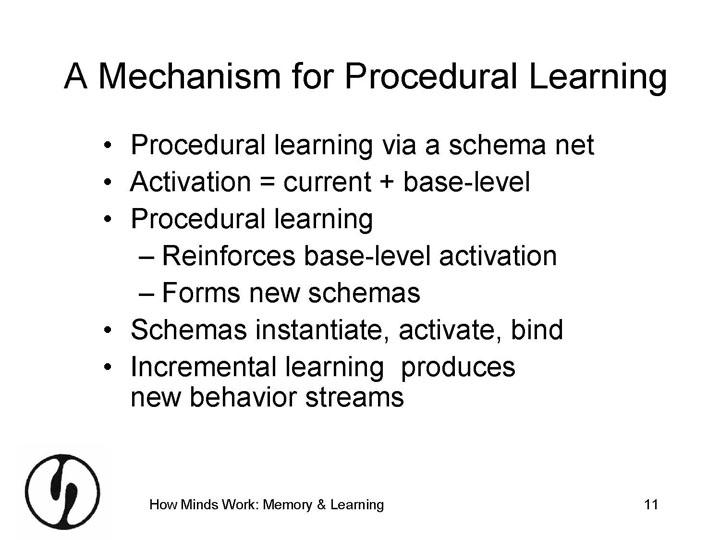 A Mechanism for Procedural Learning
• Procedural learning via a schema net
• Activation = current + base-level
• Procedural learning
– Reinforces base-level activation
– Forms new schemas
• Schemas instantiate, activate, bind
• Incremental learning  produces
new behavior streams
How Minds Work: Memory & Learning
11